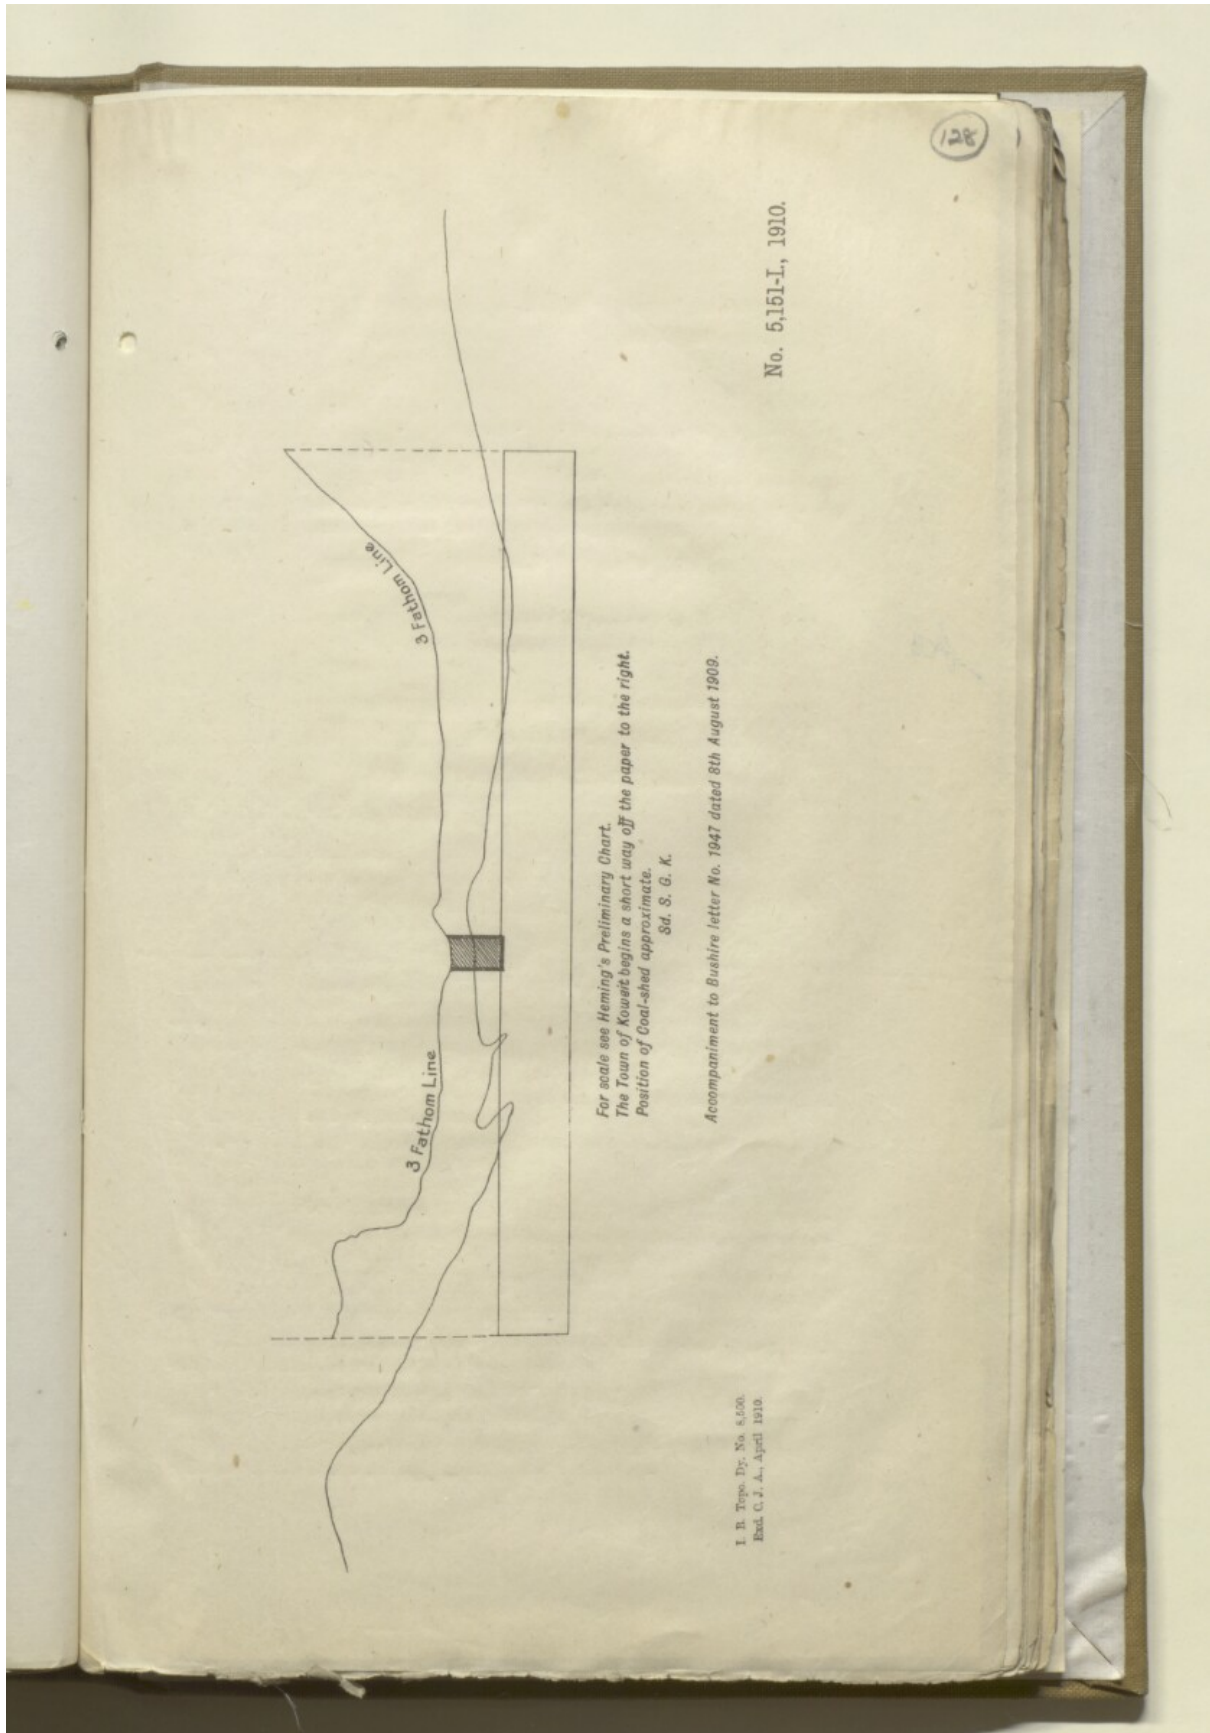 128
3 Fathom Line
3 Fathom Line
For scale see Heming's Preliminary Chart.
The Town of Koweit begins a short way off the paper to the right.
Position of Coal-shed approximate.
Sd. S. G. K.
Accompaniment to Bushire letter No. 1947 dated 8th August 1909.
I. B. Topo. Dy. No. 8,500.
Exd. C. J. A., April 1910.
No. 5,151-I., 1910.